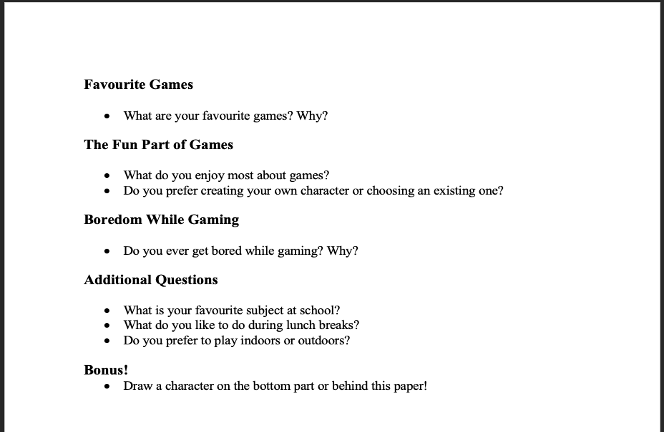 Favourite Games
• What are your favourite games? Why?
The Fun Part of Games
• What do you enjoy most about games?
• Do you prefer creating your own character or choosing an existing one?
Boredom While Gaming
• Do you ever get bored while gaming? Why?
Additional Questions
• What is your favourite subject at school?
• What do you like to do during lunch breaks?
• Do you prefer to play indoors or outdoors?
Bonus!
• Draw a character on the bottom part or behind this paper!